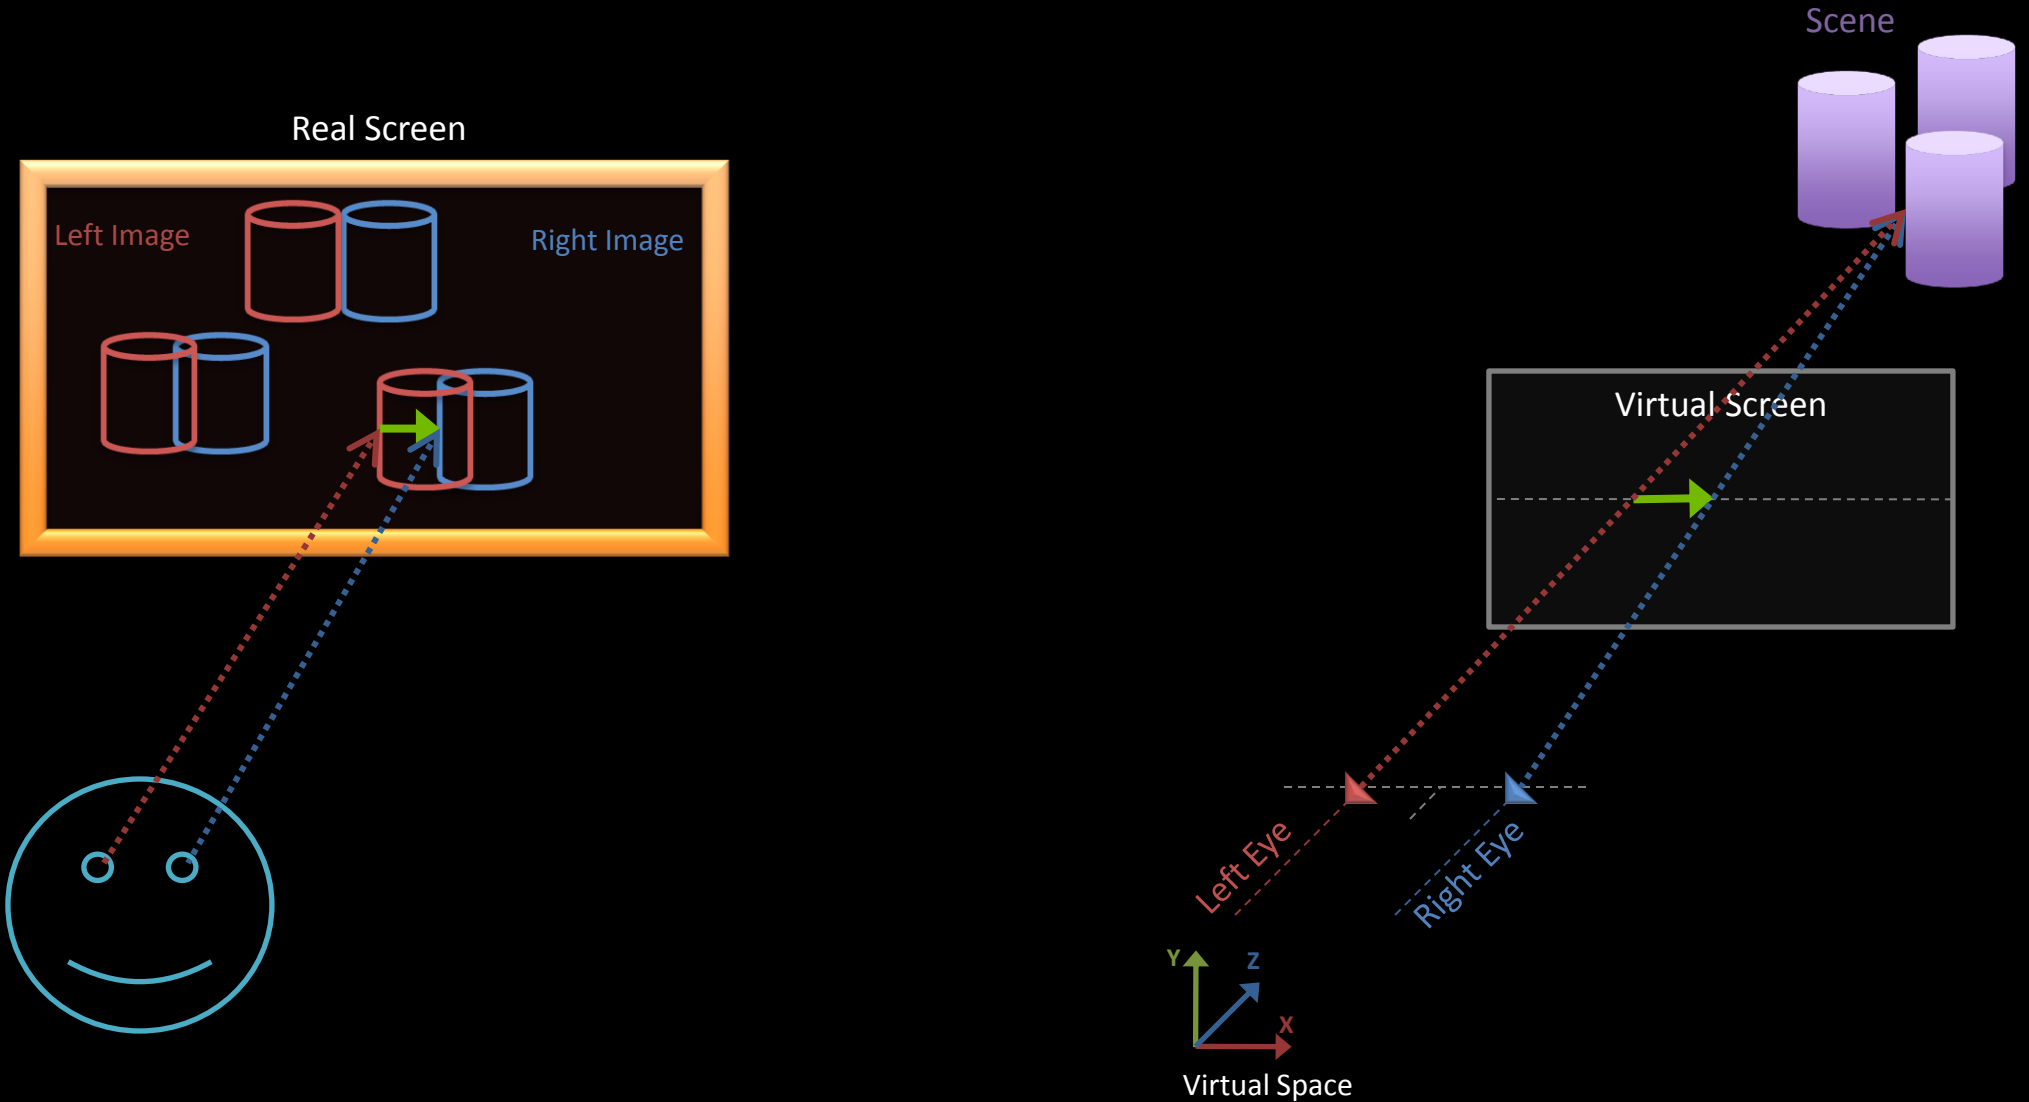 Scene
Real Screen
Left Image
Right Image
Virtual Screen
Left Eye
Right Eye
Y
Z
X
Virtual Space